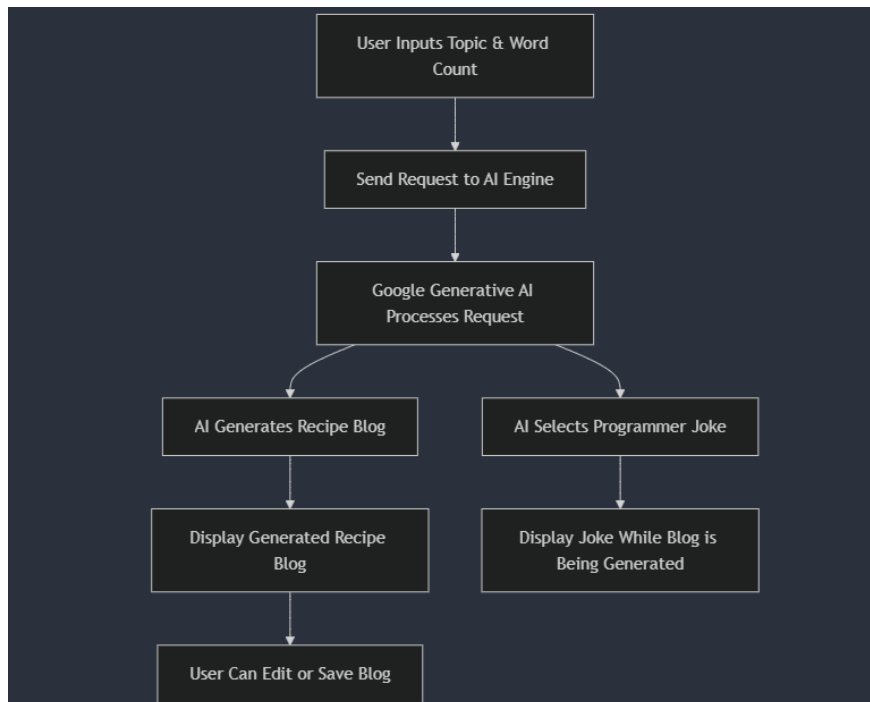 User Inputs Topic & Word
Count
Send Request to AI Engine
Google Generative AI
Processes Request
AI Generates Recipe Blog
AI Selects Programmer Joke
Display Generated Recipe
Blog
Display Joke While Blog is
Being Generated
User Can Edit or Save Blog